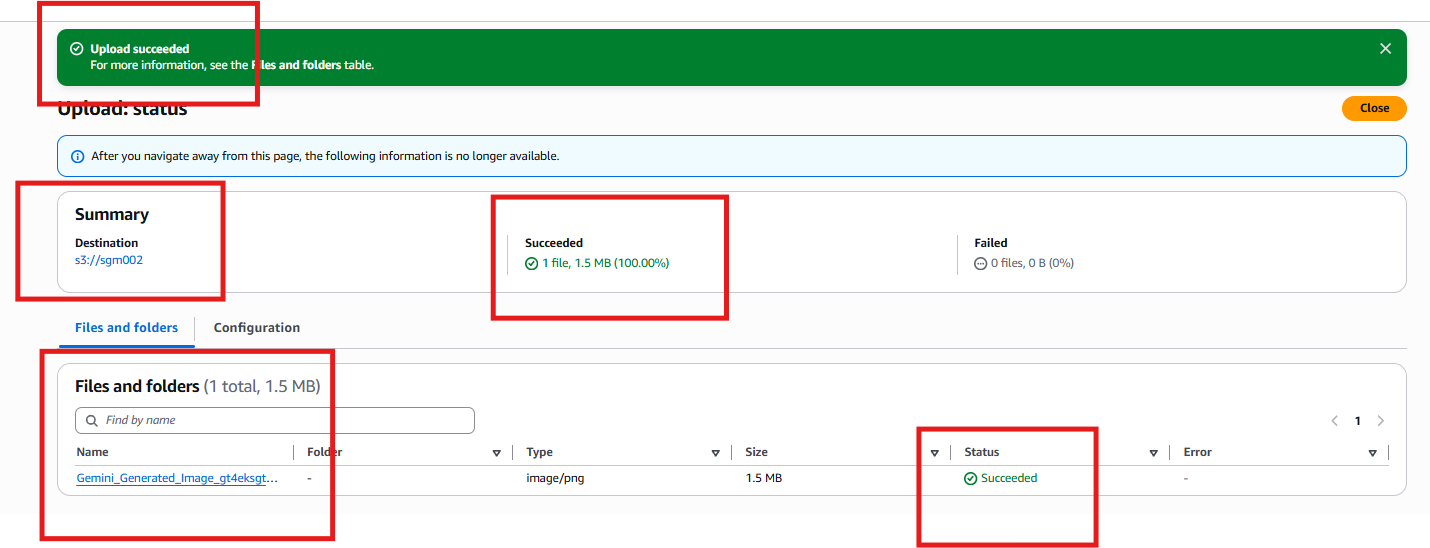 Upload succeeded
For more information, see the Files and folders table.
Upload: status
Close
After you navigate away from this page, the following information is no longer available.
Summary
Destination
s3://sgm002
Succeeded
1 file, 1.5 MB (100.00%)
Failed
0 files, 0 B (0%)
Files and folders
Configuration
Files and folders (1 total, 1.5 MB)
Find by name
1
Name Folder Type Size Status Error
Gemini_Generated_Image_gt4eksgt... - image/png 1.5 MB Succeeded -